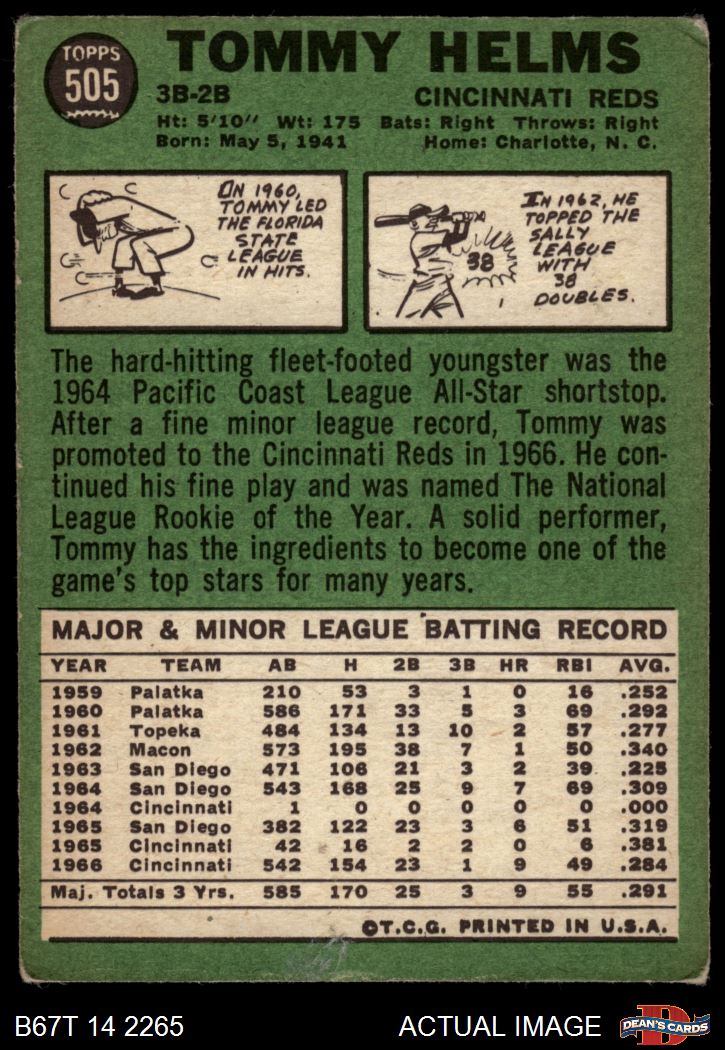 TOPPS
505
TOMMY HELMS
3B-2B
CINCINNATI REDS
Ht: 5'10" Wt: 175 Bats: Right Throws: Right
Born: May 5, 1941 Home: Charlotte, N. C.
IN 1960,
TOMMY LED
THE FLORIDA
STATE
LEAGUE
IN HITS.
38
IN 1962, HE
TOPPED THE
SALLY
LEAGUE
WITH
38
DOUBLES.
The hard-hitting fleet-footed youngster was the
1964 Pacific Coast League All-Star shortstop.
After a fine minor league record, Tommy was
promoted to the Cincinnati Reds in 1966. He con-
tinued his fine play and was named The National
League Rookie of the Year. A solid performer,
Tommy has the ingredients to become one of the
game's top stars for many years.
MAJOR & MINOR LEAGUE BATTING RECORD
YEAR TEAM AB H 2B 3B HR RBI AVG.
1959 Palatka 210 53 3 1 0 16 .252
1960 Palatka 586 171 33 5 3 69 .292
1961 Topeka 484 134 13 10 2 57 .277
1962 Macon 573 195 38 7 1 50 .340
1963 San Diego 471 106 21 3 2 39 .225
1964 San Diego 543 168 25 9 7 69 .309
1964 Cincinnati 1 0 0 0 0 0 .000
1965 San Diego 382 122 23 3 6 51 .319
1965 Cincinnati 42 16 2 2 0 6 .381
1966 Cincinnati 542 154 23 1 9 49 .284
Maj. Totals 3 Yrs. 585 170 25 3 9 55 .291
©T.C.G. PRINTED IN U.S.A.
B67T 14 2265
ACTUAL IMAGE
D
DEAN'S CARDS